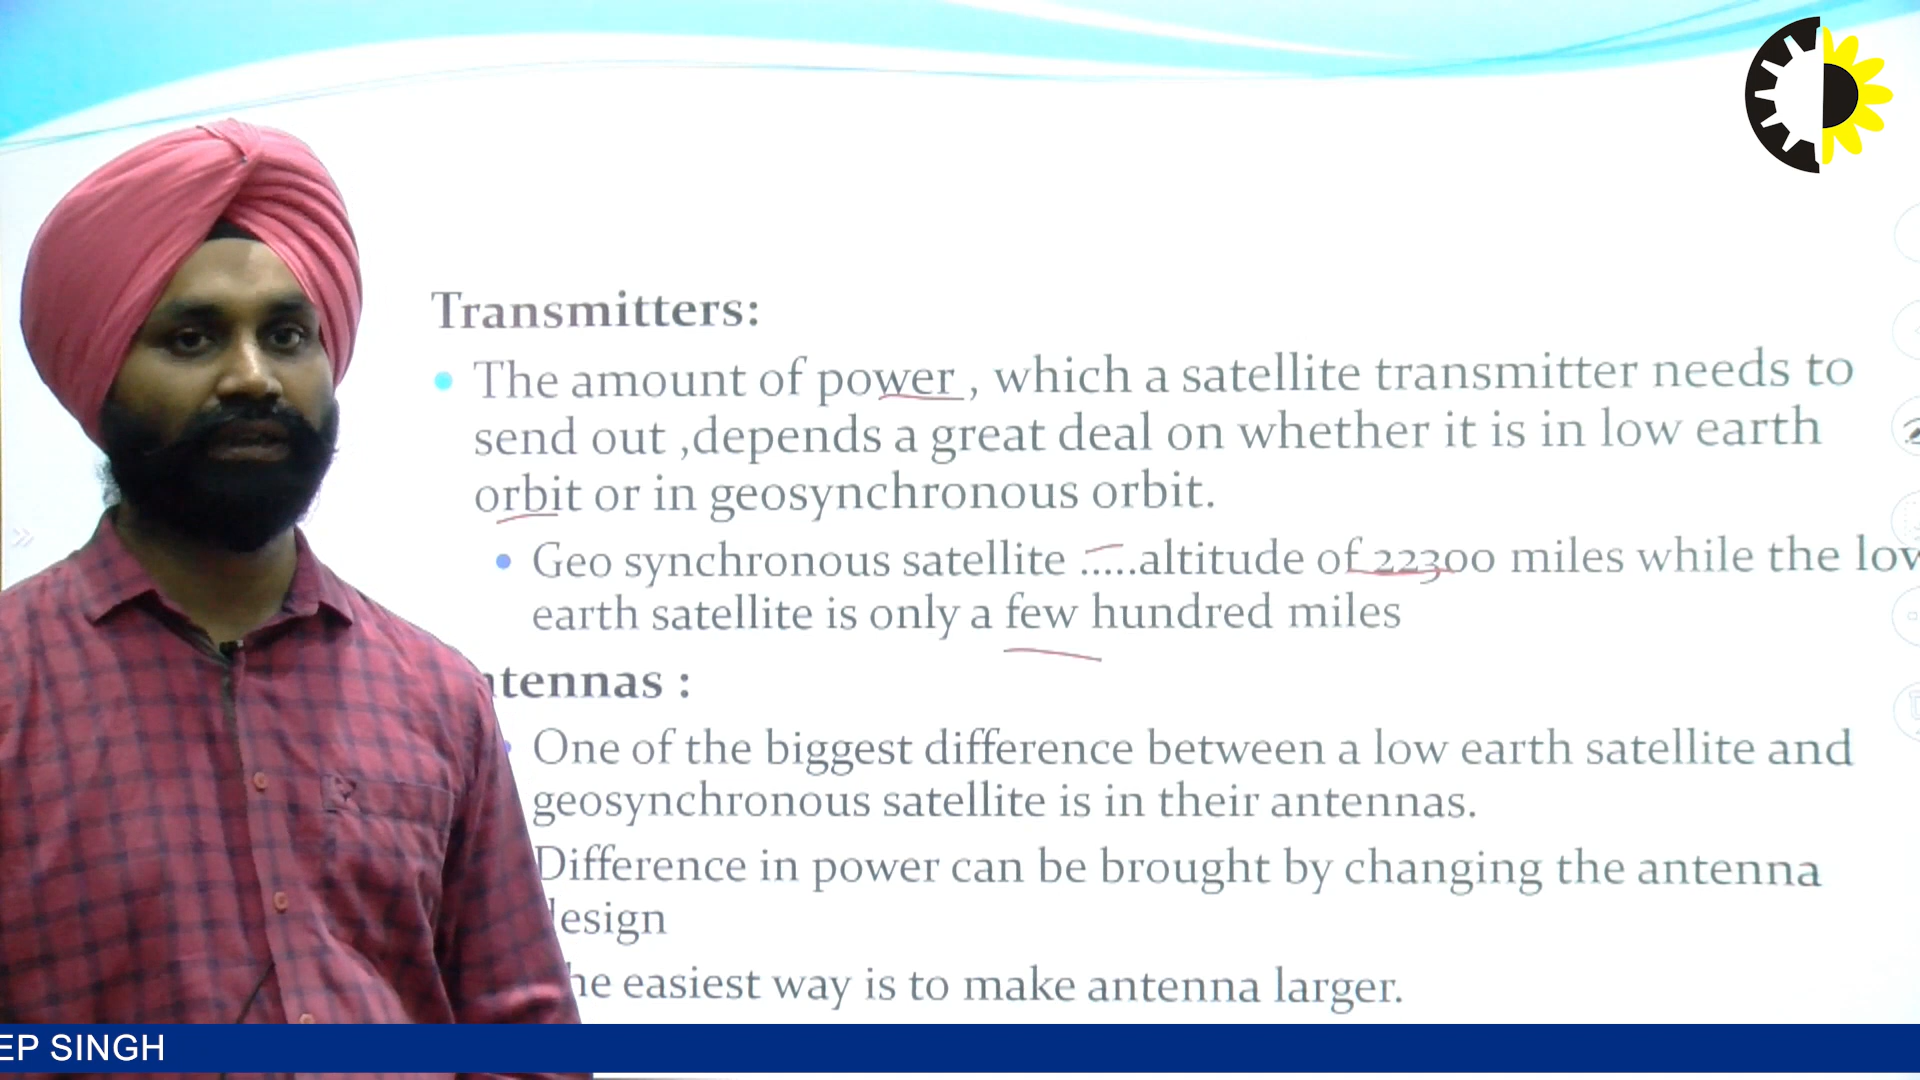 Transmitters:
The amount of power , which a satellite transmitter needs to
send out ,depends a great deal on whether it is in low earth
orbit or in geosynchronous orbit.
Geo synchronous satellite .....altitude of 22300 miles while the low
earth satellite is only a few hundred miles
tennas :
One of the biggest difference between a low earth satellite and
geosynchronous satellite is in their antennas.
Difference in power can be brought by changing the antenna
esign
he easiest way is to make antenna larger.
EP SINGH